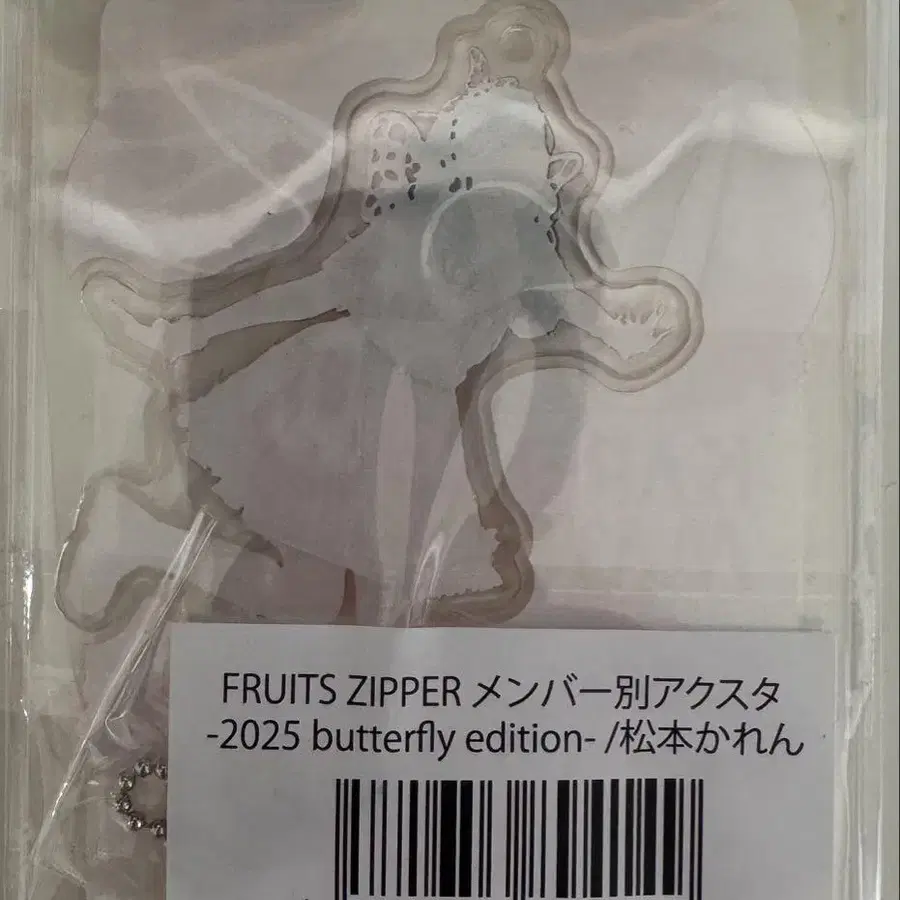 FRUITS ZIPPER メンバー別アクスタ
-2025 butterfly edition- /松本かれん